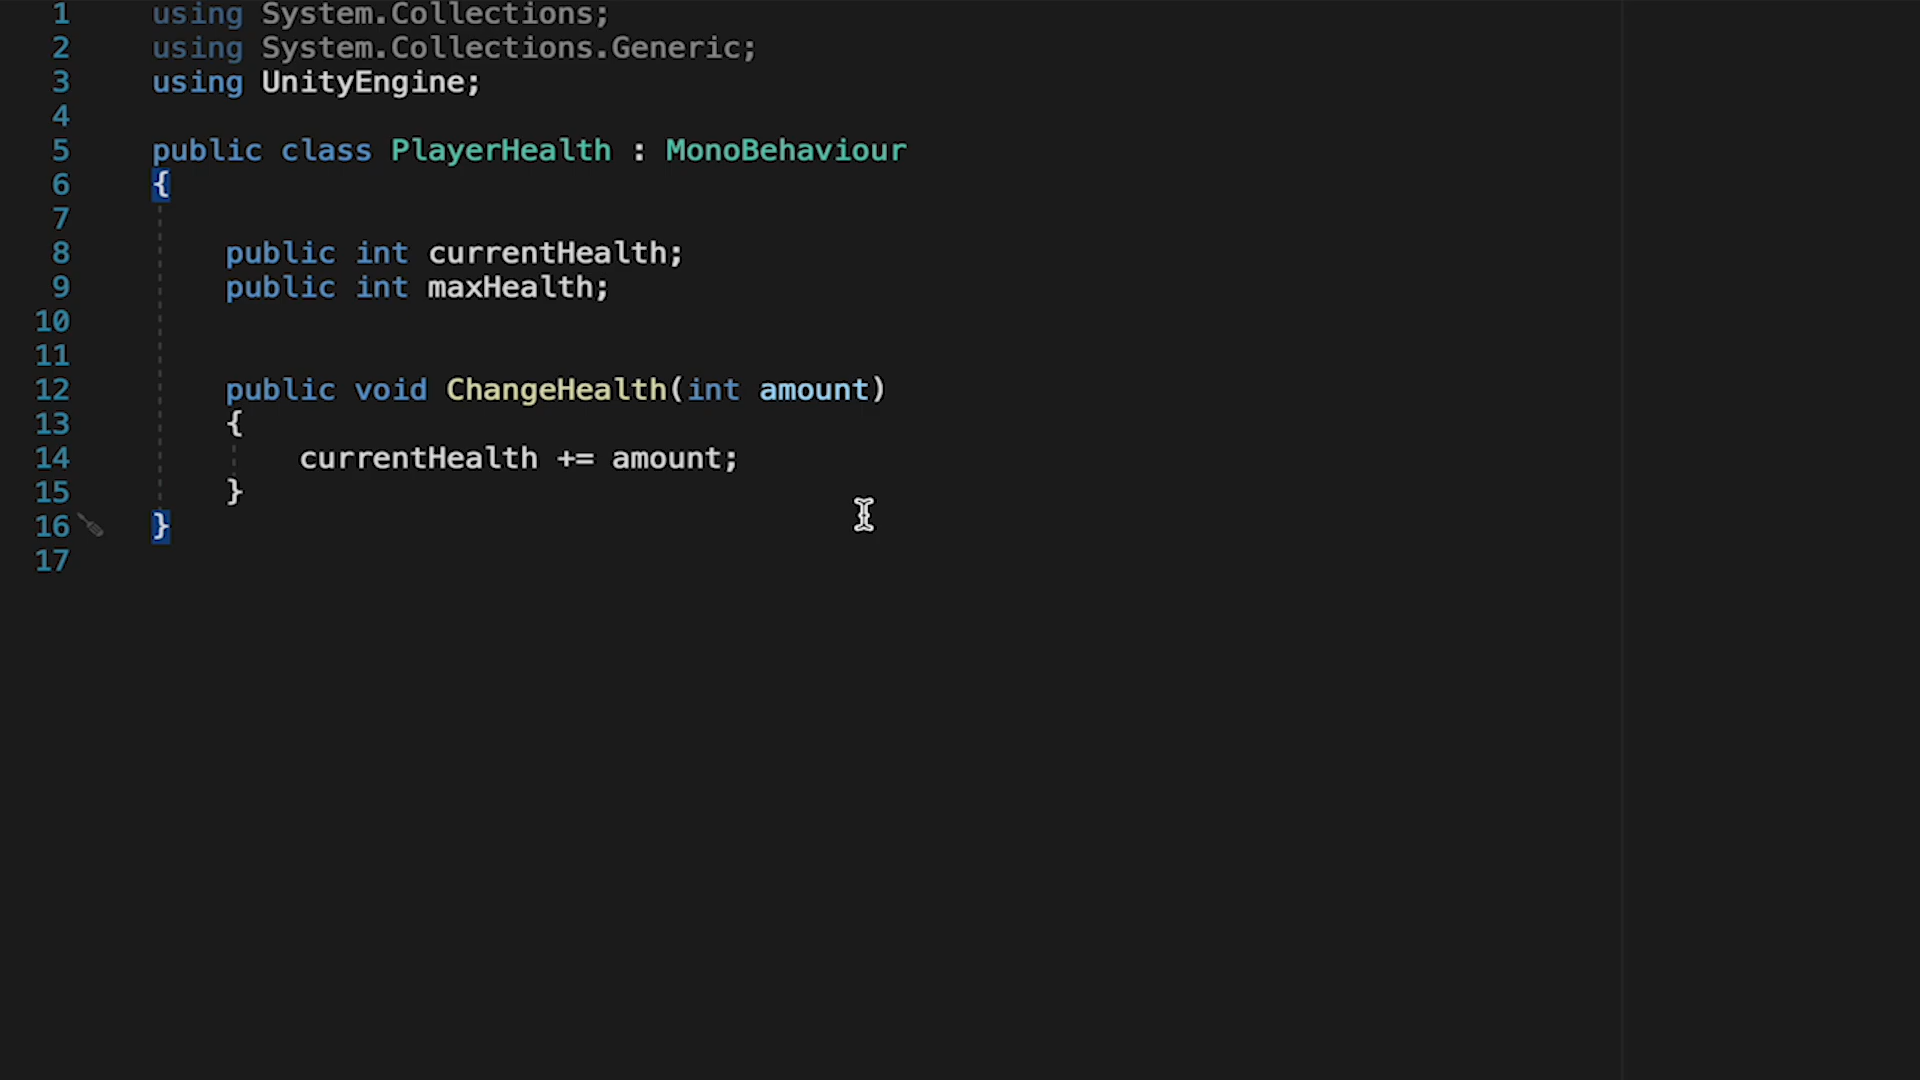 1 using System.Collections;
2 using System.Collections.Generic;
3 using UnityEngine;
4
5 public class PlayerHealth : MonoBehaviour
6 {
7
8 public int currentHealth;
9 public int maxHealth;
10
11
12 public void ChangeHealth(int amount)
13 {
14 currentHealth += amount;
15 }
16 }
17